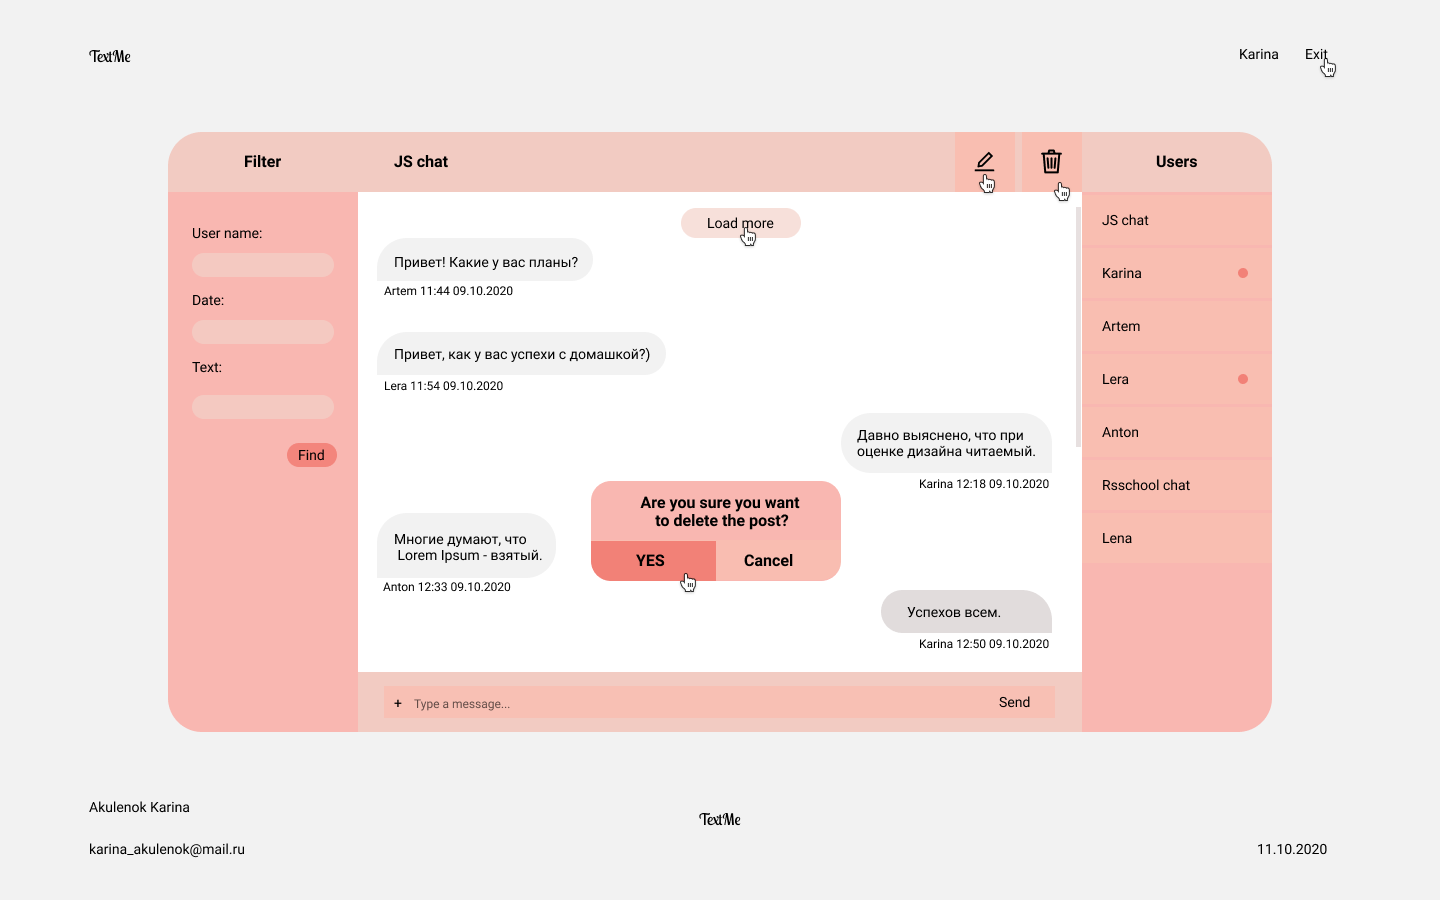 TextMe
Karina
Exit
Filter
JS chat
Users
User name:
Date:
Text:
Find
Load more
Привет! Какие у вас планы?
Artem 11:44 09.10.2020
Привет, как у вас успехи с домашкой?)
Lera 11:54 09.10.2020
Давно выяснено, что при
оценке дизайна читаемый.
Karina 12:18 09.10.2020
Are you sure you want
to delete the post?
YES
Cancel
Многие думают, что
Lorem Ipsum - взятый.
Anton 12:33 09.10.2020
Успехов всем.
Karina 12:50 09.10.2020
+ Type a message...
Send
JS chat
Karina
Artem
Lera
Anton
Rsschool chat
Lena
Akulenok Karina
karina_akulenok@mail.ru
TextMe
11.10.2020